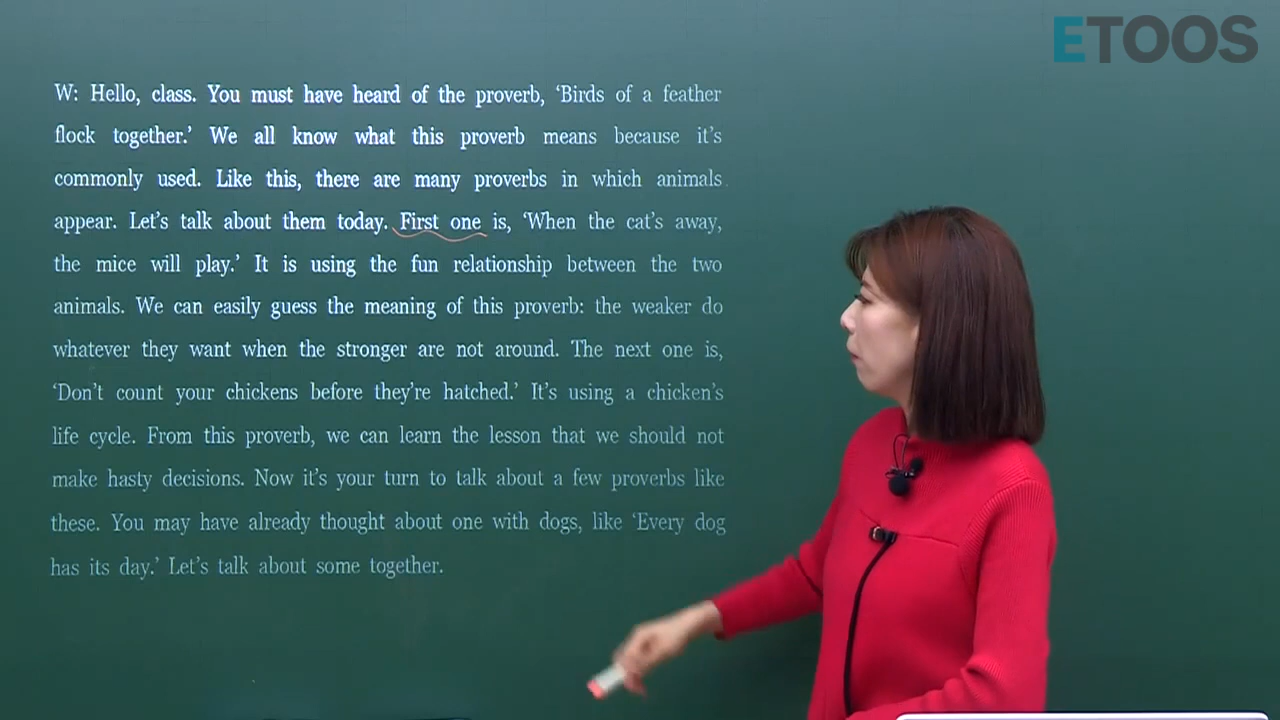 ETOOS
W: Hello, class. You must have heard of the proverb, ‘Birds of a feather
flock together.’ We all know what this proverb means because it’s
commonly used. Like this, there are many proverbs in which animals
appear. Let’s talk about them today. First one is, ‘When the cat’s away,
the mice will play.’ It is using the fun relationship between the two
animals. We can easily guess the meaning of this proverb: the weaker do
whatever they want when the stronger are not around. The next one is,
‘Don’t count your chickens before they’re hatched.’ It’s using a chicken’s
life cycle. From this proverb, we can learn the lesson that we should not
make hasty decisions. Now it’s your turn to talk about a few proverbs like
these. You may have already thought about one with dogs, like ‘Every dog
has its day.’ Let’s talk about some together.